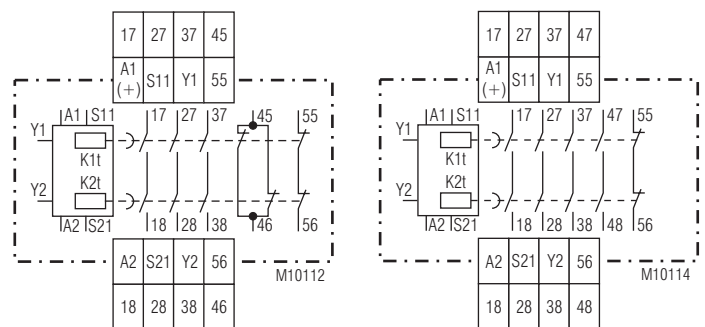 17 27 37 45
A1 (+) S11 Y1 55
A1 S11 17 27 37 45 55
Y1
K1t
K2t
Y2
A2 S21 18 28 38 46 56
A2 S21 Y2 56
M10112
18 28 38 46
17 27 37 47
A1 (+) S11 Y1 55
A1 S11 17 27 37 47 55
Y1
K1t
K2t
Y2
A2 S21 18 28 38 48 56
A2 S21 Y2 56
M10114
18 28 38 48